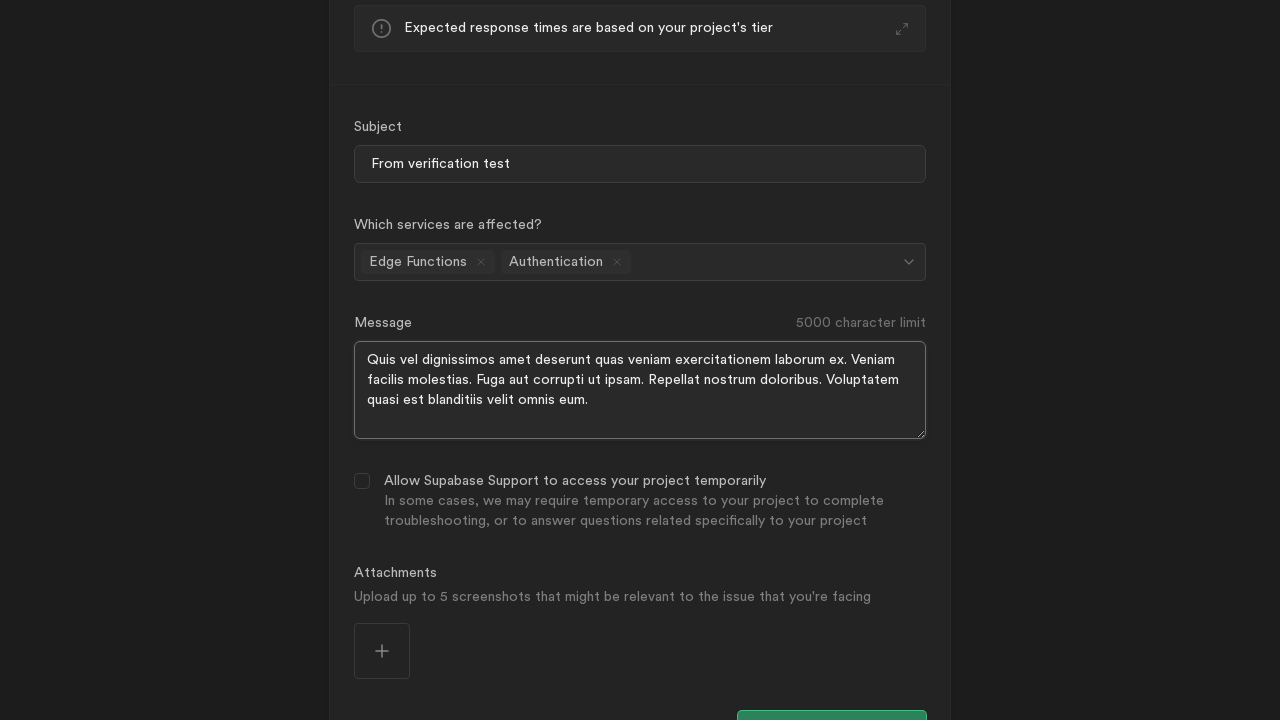 Expected response times are based on your project's tier
Subject
From verification test
Which services are affected?
Edge Functions
Authentication
Message
5000 character limit
Quis vel dignissimos amet deserunt quas veniam exercitationem laborum ex. Veniam
facilis molestias. Fuga aut corrupti ut ipsam. Repellat nostrum doloribus. Voluptatem
quasi est blanditiis velit omnis eum.
Allow Supabase Support to access your project temporarily
In some cases, we may require temporary access to your project to complete
troubleshooting, or to answer questions related specifically to your project
Attachments
Upload up to 5 screenshots that might be relevant to the issue that you're facing